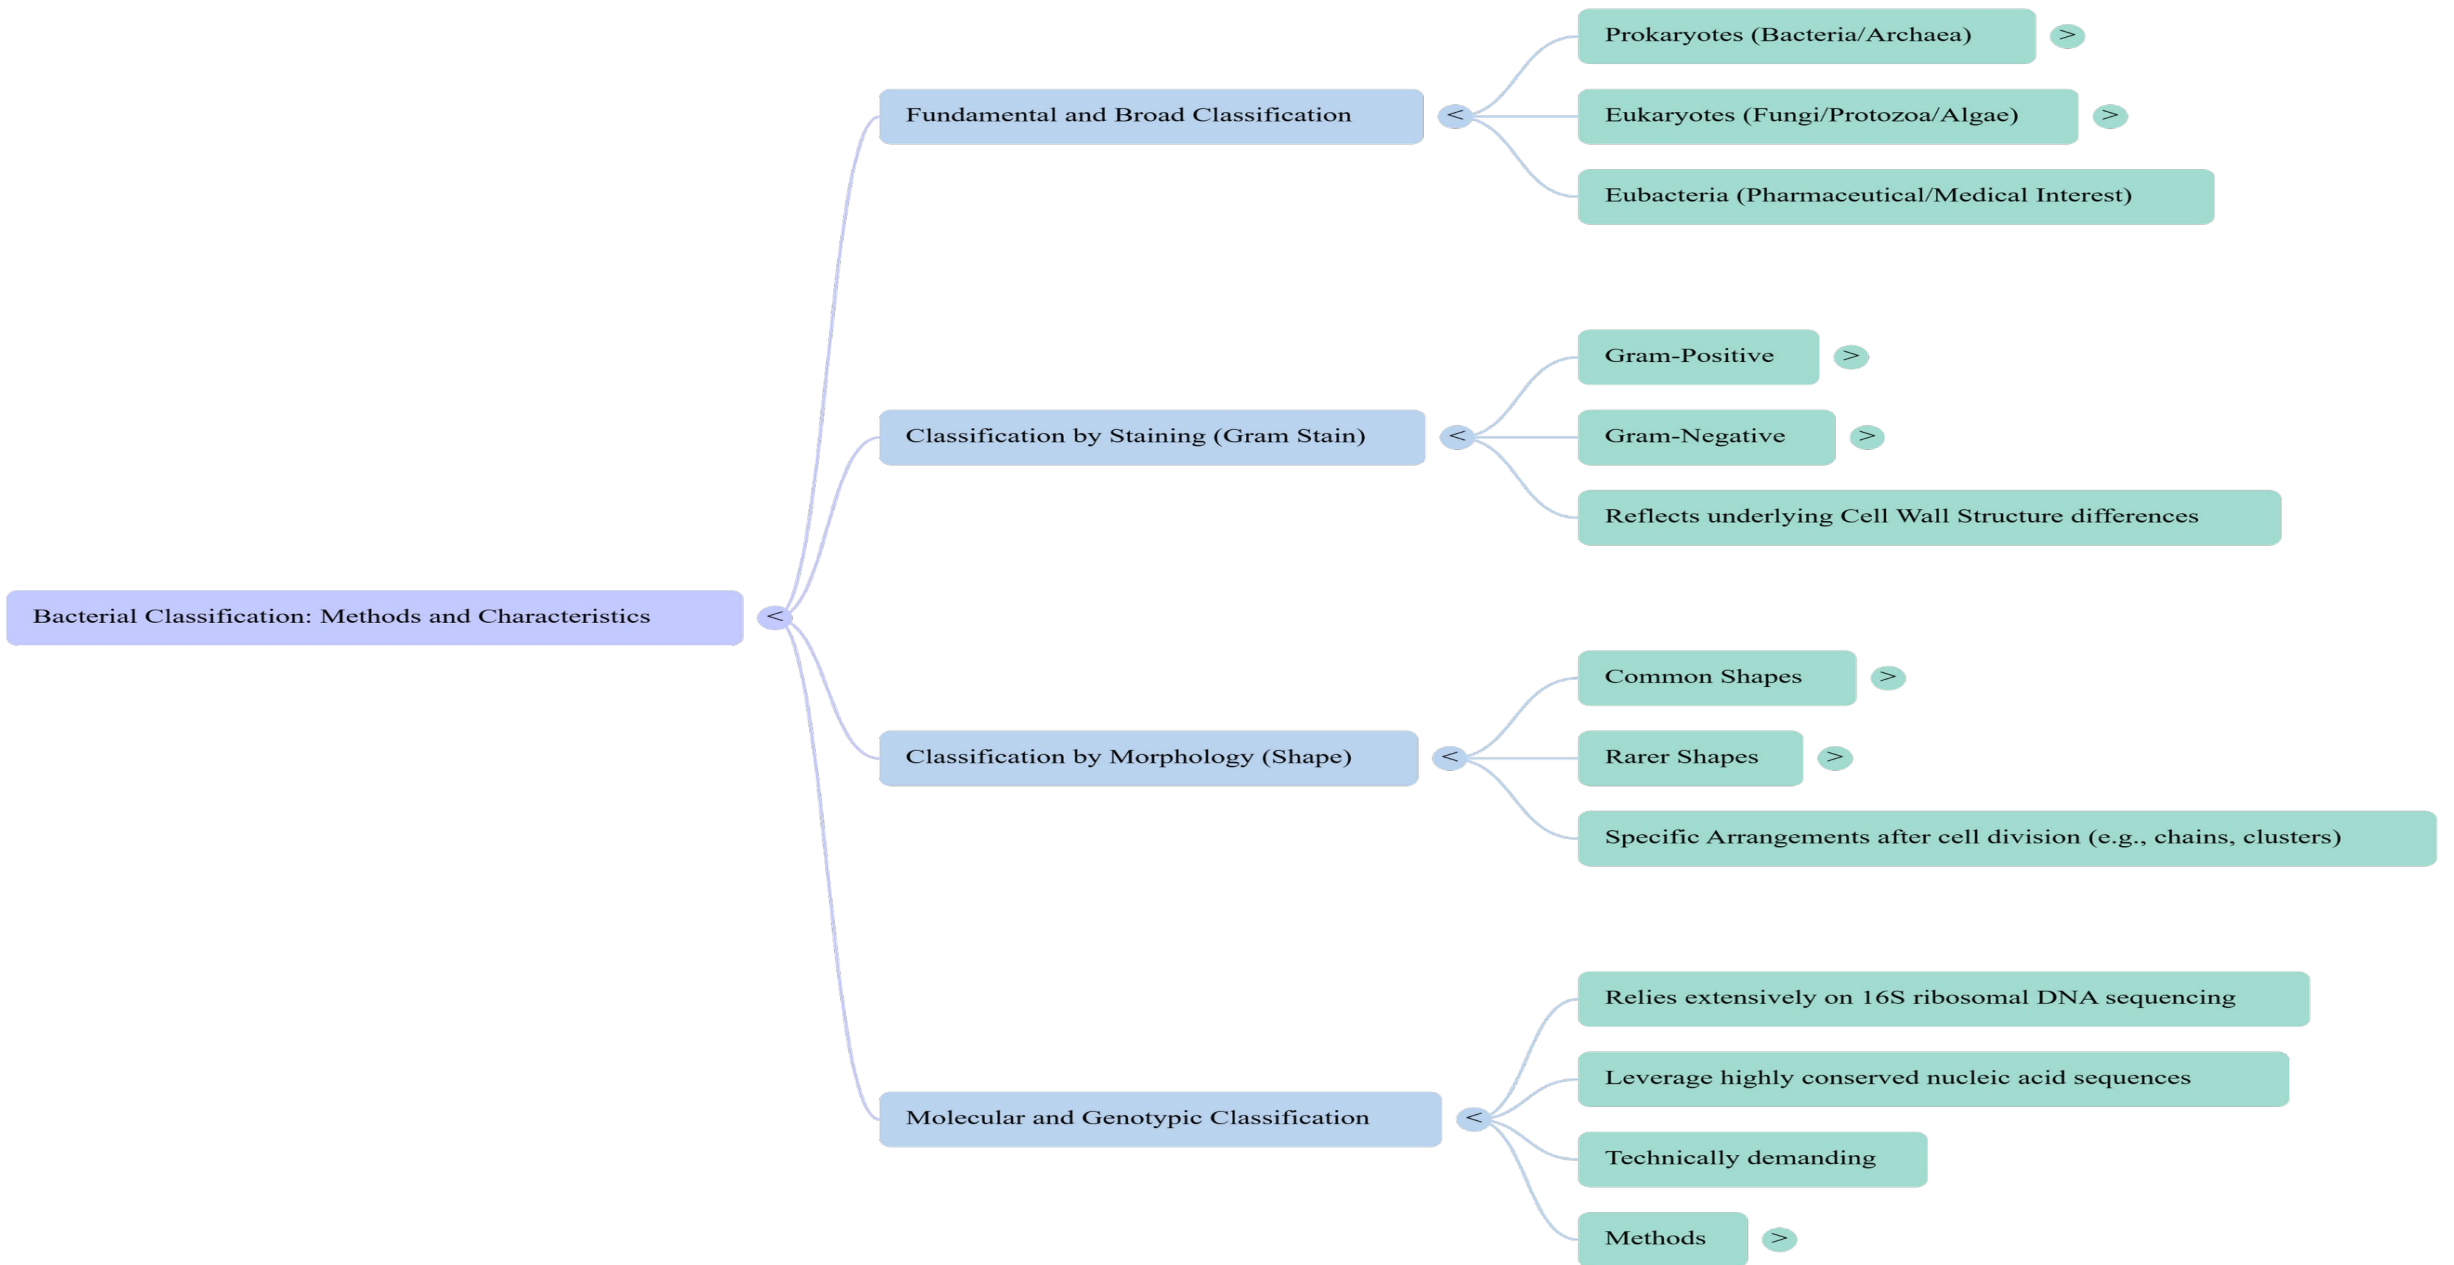 Bacterial Classification: Methods and Characteristics
<
Fundamental and Broad Classification
<
Prokaryotes (Bacteria/Archaea)
>
Eukaryotes (Fungi/Protozoa/Algae)
>
Eubacteria (Pharmaceutical/Medical Interest)
Classification by Staining (Gram Stain)
<
Gram-Positive
>
Gram-Negative
>
Reflects underlying Cell Wall Structure differences
Classification by Morphology (Shape)
<
Common Shapes
>
Rarer Shapes
>
Specific Arrangements after cell division (e.g., chains, clusters)
Molecular and Genotypic Classification
<
Relies extensively on 16S ribosomal DNA sequencing
Leverage highly conserved nucleic acid sequences
Technically demanding
Methods
>